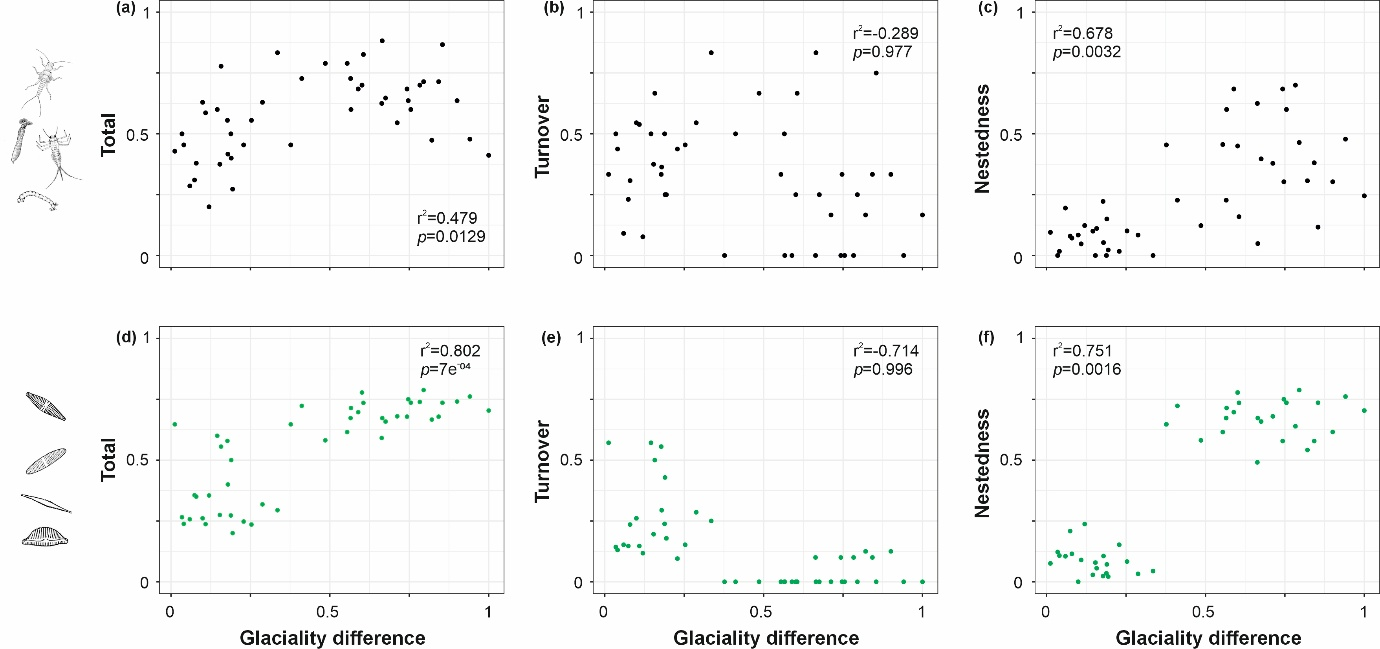 (a)
1
Total
0.5
0
r²=0.479
p=0.0129
(b)
1
Turnover
0.5
0
r²=-0.289
p=0.977
(c)
1
Nestedness
0.5
0
r²=0.678
p=0.0032
(d)
1
Total
0.5
0
r²=0.802
p=7e⁻⁰⁴
0 0.5 1
Glaciality difference
(e)
1
Turnover
0.5
0
r²=-0.714
p=0.996
0 0.5 1
Glaciality difference
(f)
1
Nestedness
0.5
0
r²=0.751
p=0.0016
0 0.5 1
Glaciality difference